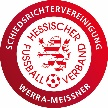 SCHIEDSRICHTERVEREINIGUNG
HESSISCHER
FUSSBALL
VERBAND
WERRA-MEISSNER